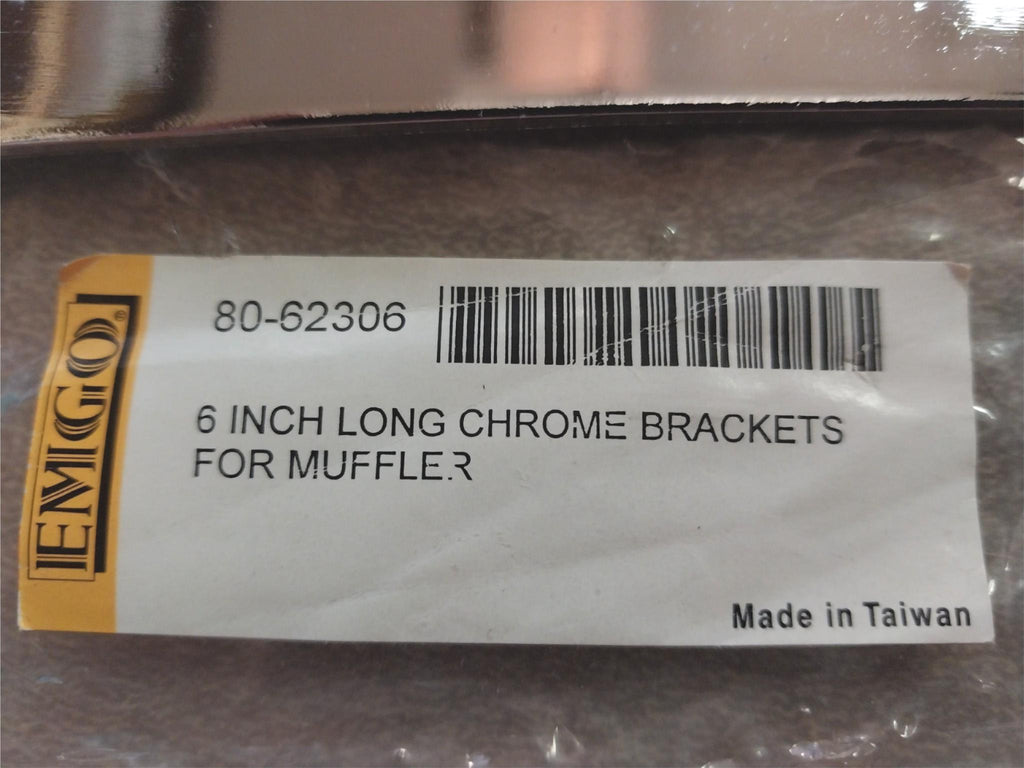 EMGO®
80-62306
6 INCH LONG CHROME BRACKETS
FOR MUFFLER
Made in Taiwan